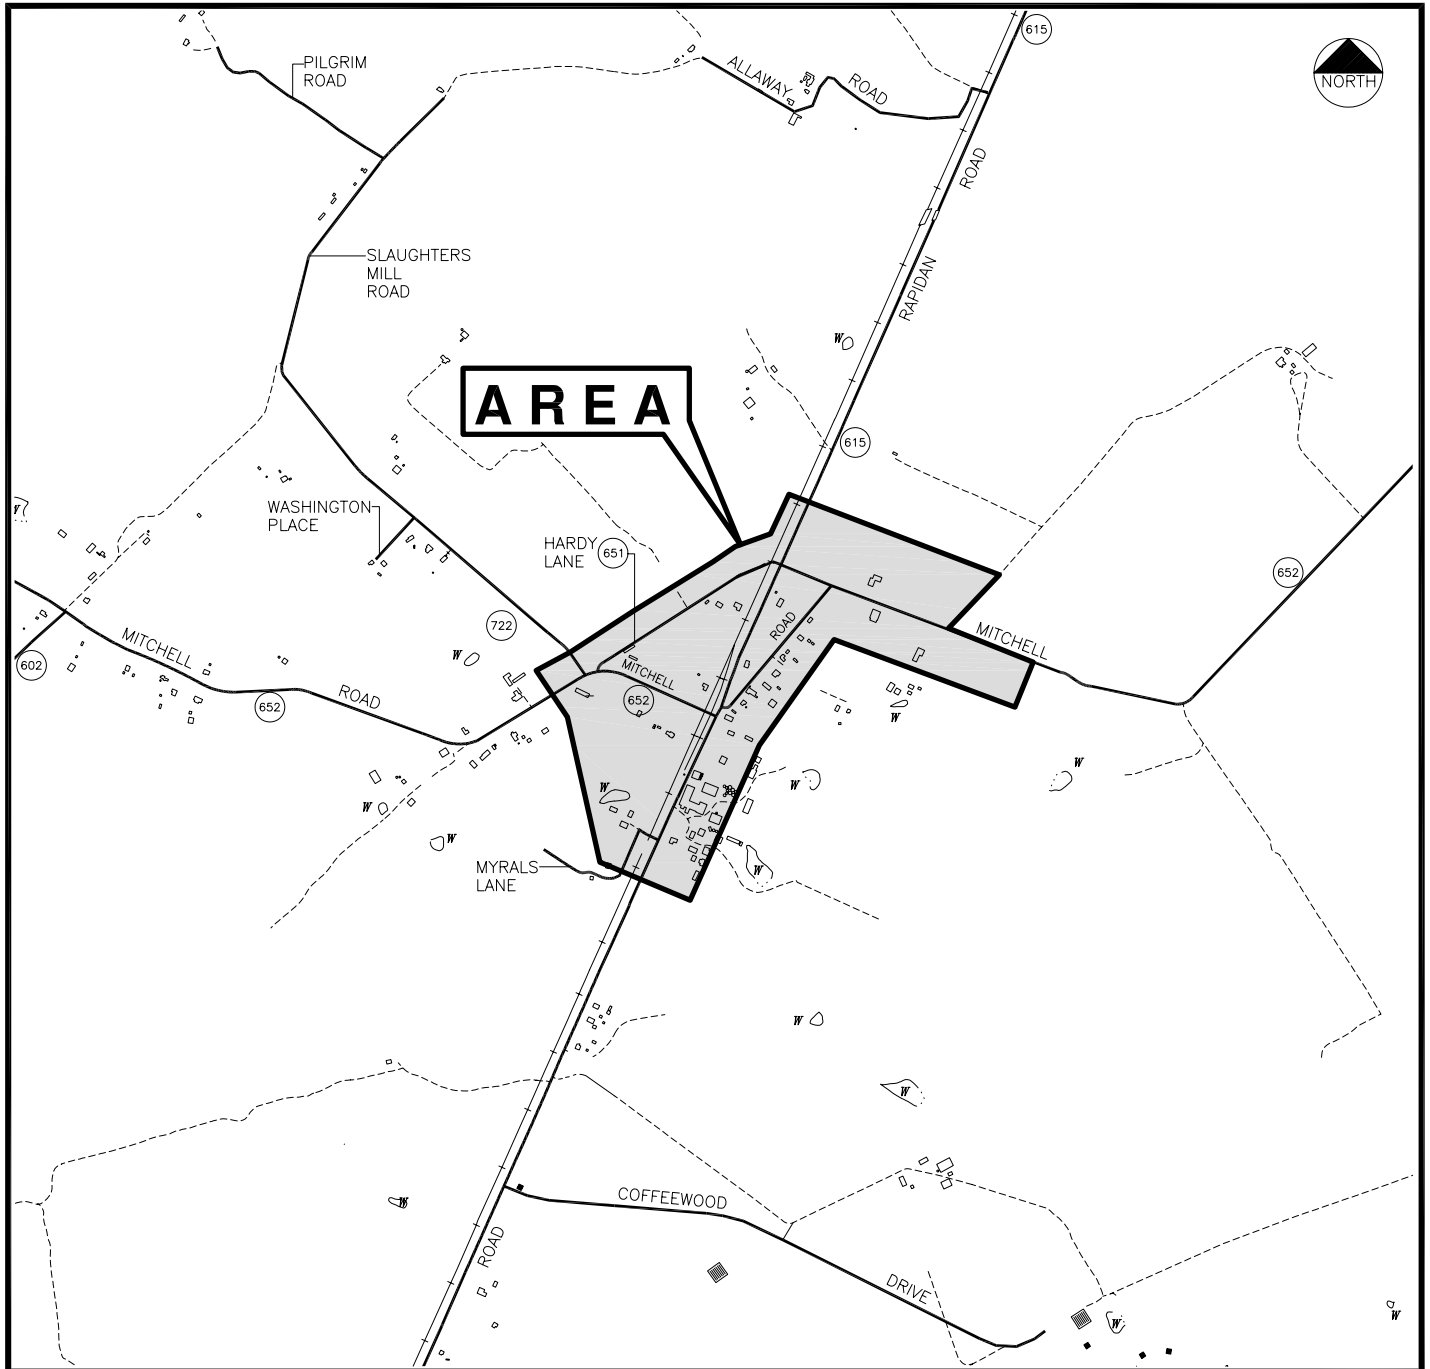 615
PILGRIM
ROAD
ALLAWAY
ROAD
NORTH
ROAD
SLAUGHTERS
MILL
ROAD
RAPIDAN
W
AREA
615
WASHINGTON
PLACE
W
HARDY
LANE
651
652
722
MITCHELL
MITCHELL
ROAD
602
W
MITCHELL
652
ROAD
652
W
W
W
W
W
W
MYRALS
LANE
W
W
W
W
COFFEEWOOD
ROAD
DRIVE
W
W